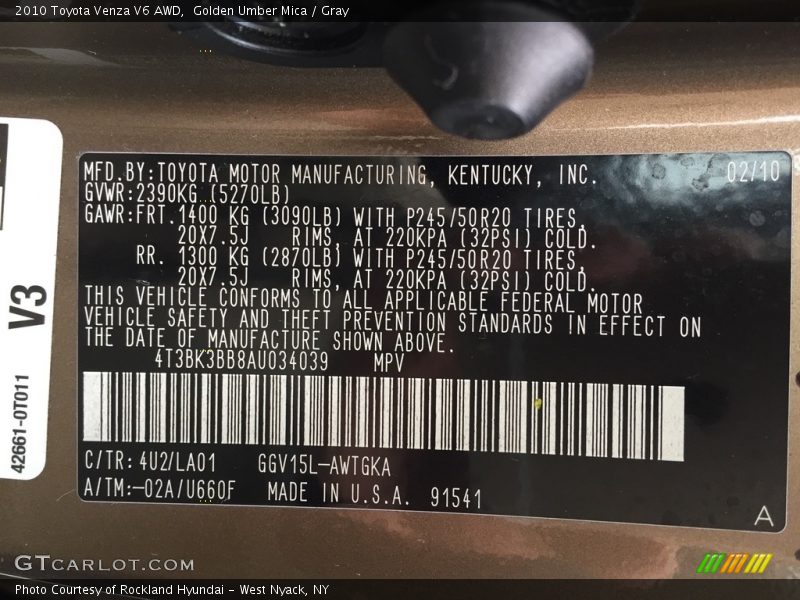 2010 Toyota Venza V6 AWD,  Golden Umber Mica / Gray
MFD.BY:TOYOTA MOTOR MANUFACTURING, KENTUCKY, INC. 02/10
GVWR:2390KG (5270LB)
GAWR:FRT.1400 KG (3090LB) WITH P245/50R20 TIRES,
20X7.5J RIMS, AT 220KPA (32PSI) COLD.
RR. 1300 KG (2870LB) WITH P245/50R20 TIRES,
20X7.5J RIMS, AT 220KPA (32PSI) COLD.
THIS VEHICLE CONFORMS TO ALL APPLICABLE FEDERAL MOTOR
VEHICLE SAFETY AND THEFT PREVENTION STANDARDS IN EFFECT ON
THE DATE OF MANUFACTURE SHOWN ABOVE.
4T3BK3BB8AU034039 MPV
C/TR: 4U2/LA01 GGV15L-AWTGKA
A/TM:-02A/U660F MADE IN U.S.A. 91541
A
V3
42661-0T011
GTcarlot.com
Photo Courtesy of Rockland Hyundai - West Nyack, NY